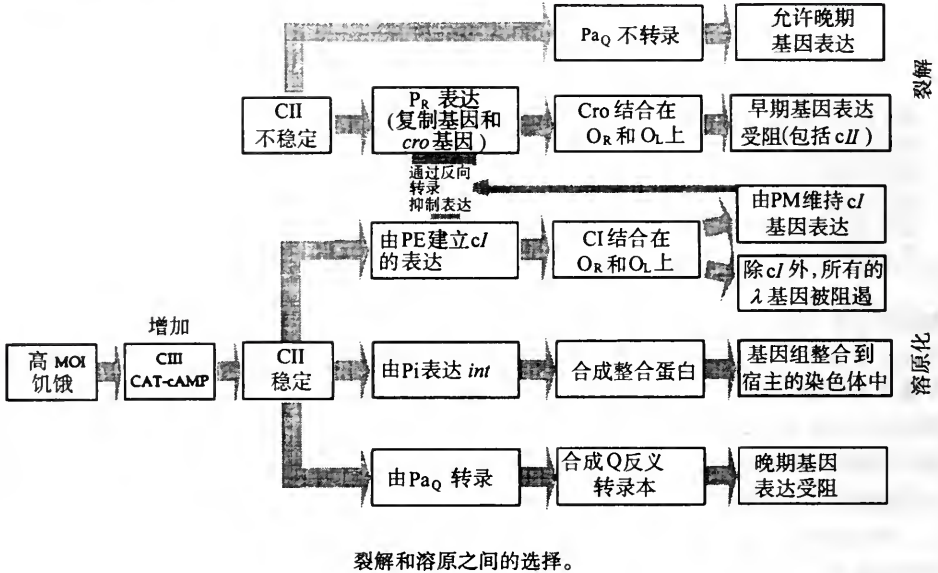 Pa_Q 不转录
允许晚期
基因表达
裂解
CII
不稳定
P_R 表达
(复制基因和
cro基因)
Cro 结合在
O_R 和 O_L上
早期基因表达
受阻(包括 cII)
通过反向
转录
抑制表达
由PM维持cI
基因表达
由PE建立cI
的表达
CI 结合在
O_R 和O_L上
除cI外,所有的
λ基因被阻遏
增加
高 MOI
饥饿
CIII
CAT-cAMP
CII
稳定
由Pi表达 int
合成整合蛋白
基因组整合到
宿主的染色体中
溶原化
由Pa_Q 转录
合成Q反义
转录本
晚期基因
表达受阻
裂解和溶原之间的选择。